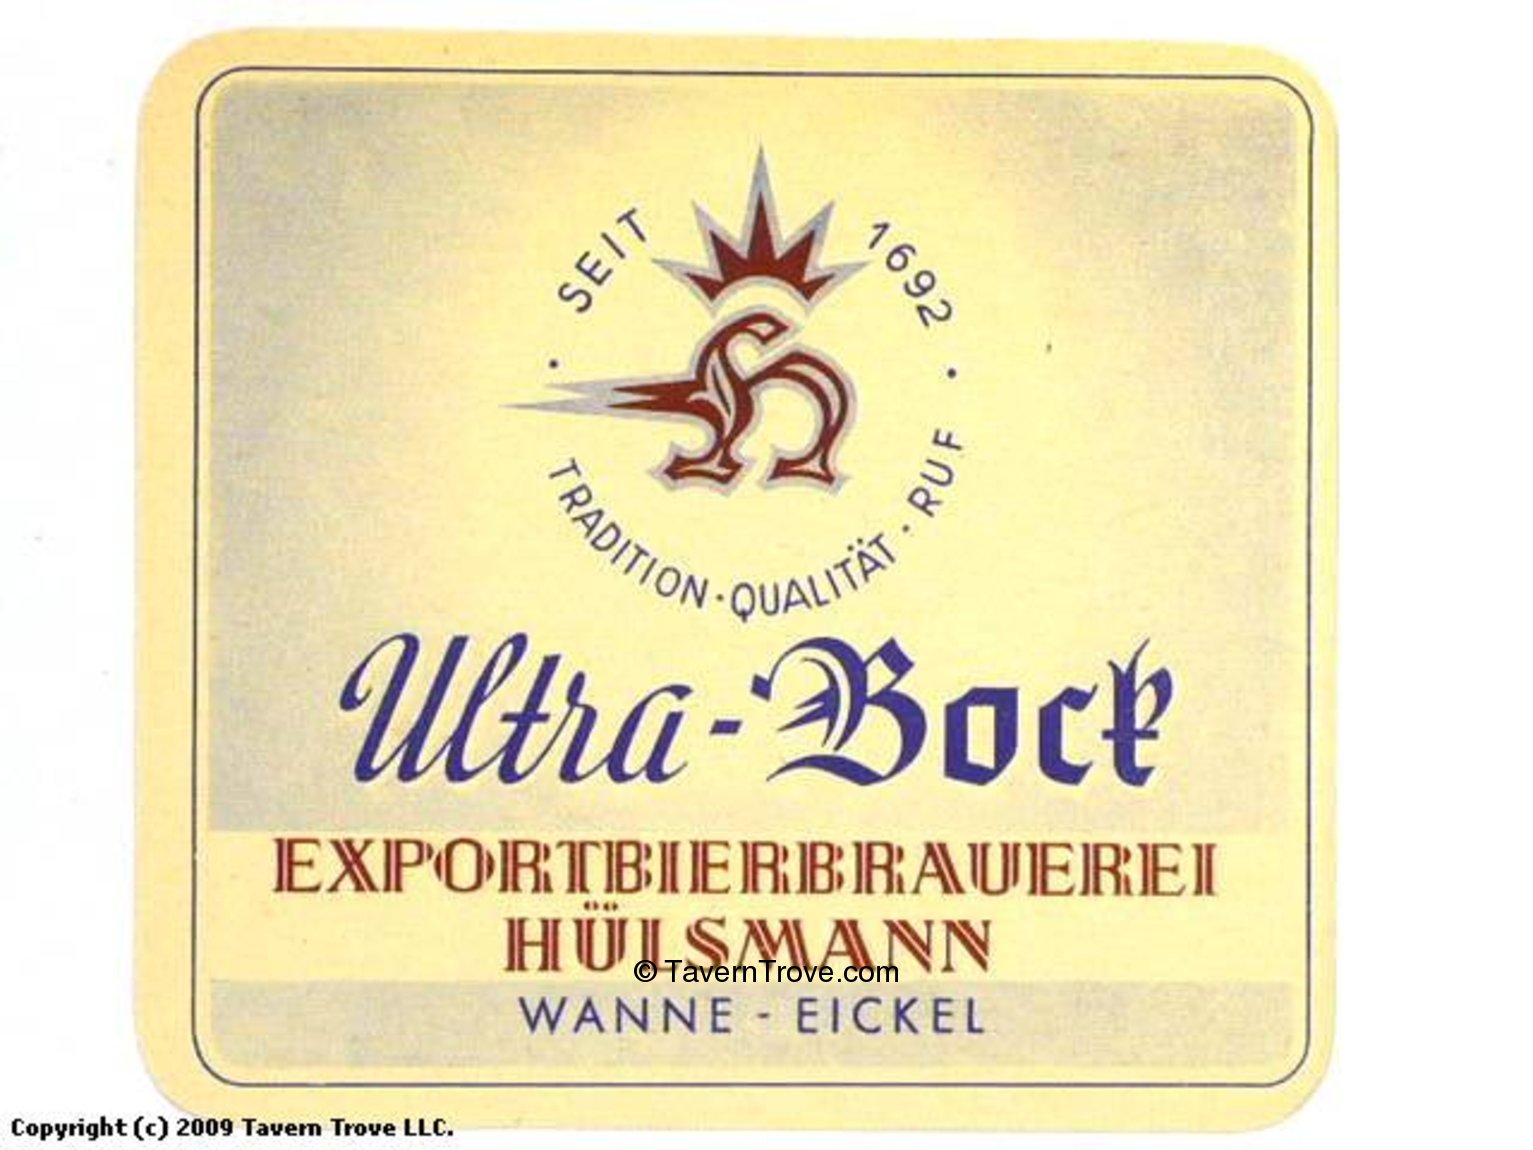 SEIT 1692
TRADITION · QUALITÄT · RUF
Ultra-Bock
EXPORTBIERBRAUEREI
HÜLSMANN
© TavernTrove.com
WANNE - EICKEL
Copyright (c) 2009 Tavern Trove LLC.